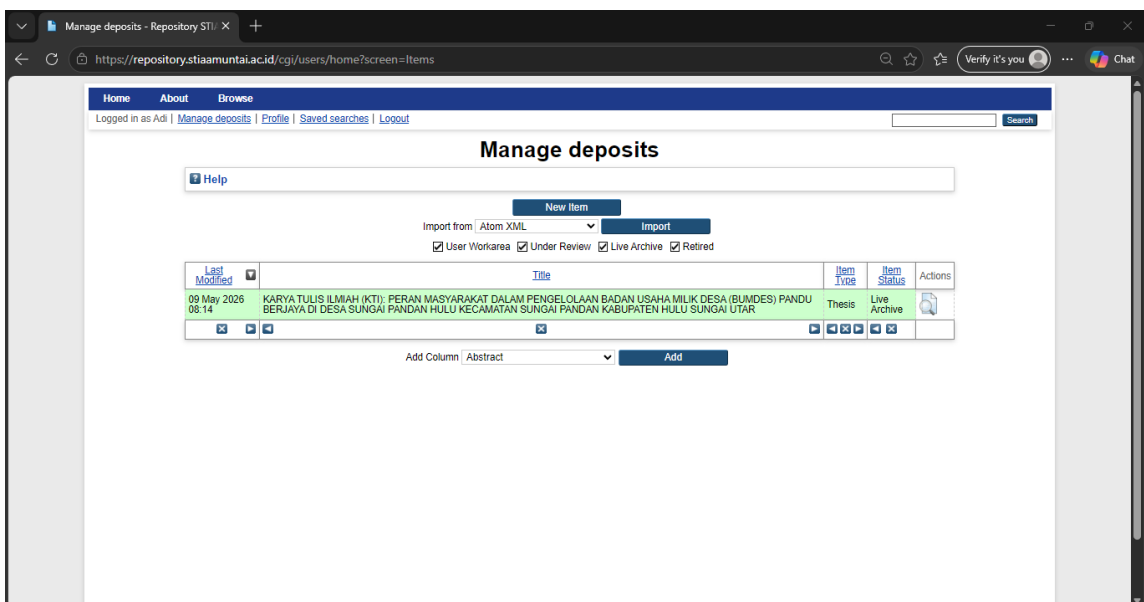 Manage deposits - Repository STIA
https://repository.stiaamuntai.ac.id/cgi/users/home?screen=Items
Verify it's you
Chat
Home About Browse
Logged in as Adi | Manage deposits | Profile | Saved searches | Logout
Search
Manage deposits
? Help
New Item
Import from Atom XML Import
User Workarea Under Review Live Archive Retired
Last Modified Title Item Type Item Status Actions
09 May 2026 08:14
KARYA TULIS ILMIAH (KTI): PERAN MASYARAKAT DALAM PENGELOLAAN BADAN USAHA MILIK DESA (BUMDES) PANDU
BERJAYA DI DESA SUNGAI PANDAN HULU KECAMATAN SUNGAI PANDAN KABUPATEN HULU SUNGAI UTAR
Thesis
Live Archive
Add Column Abstract Add